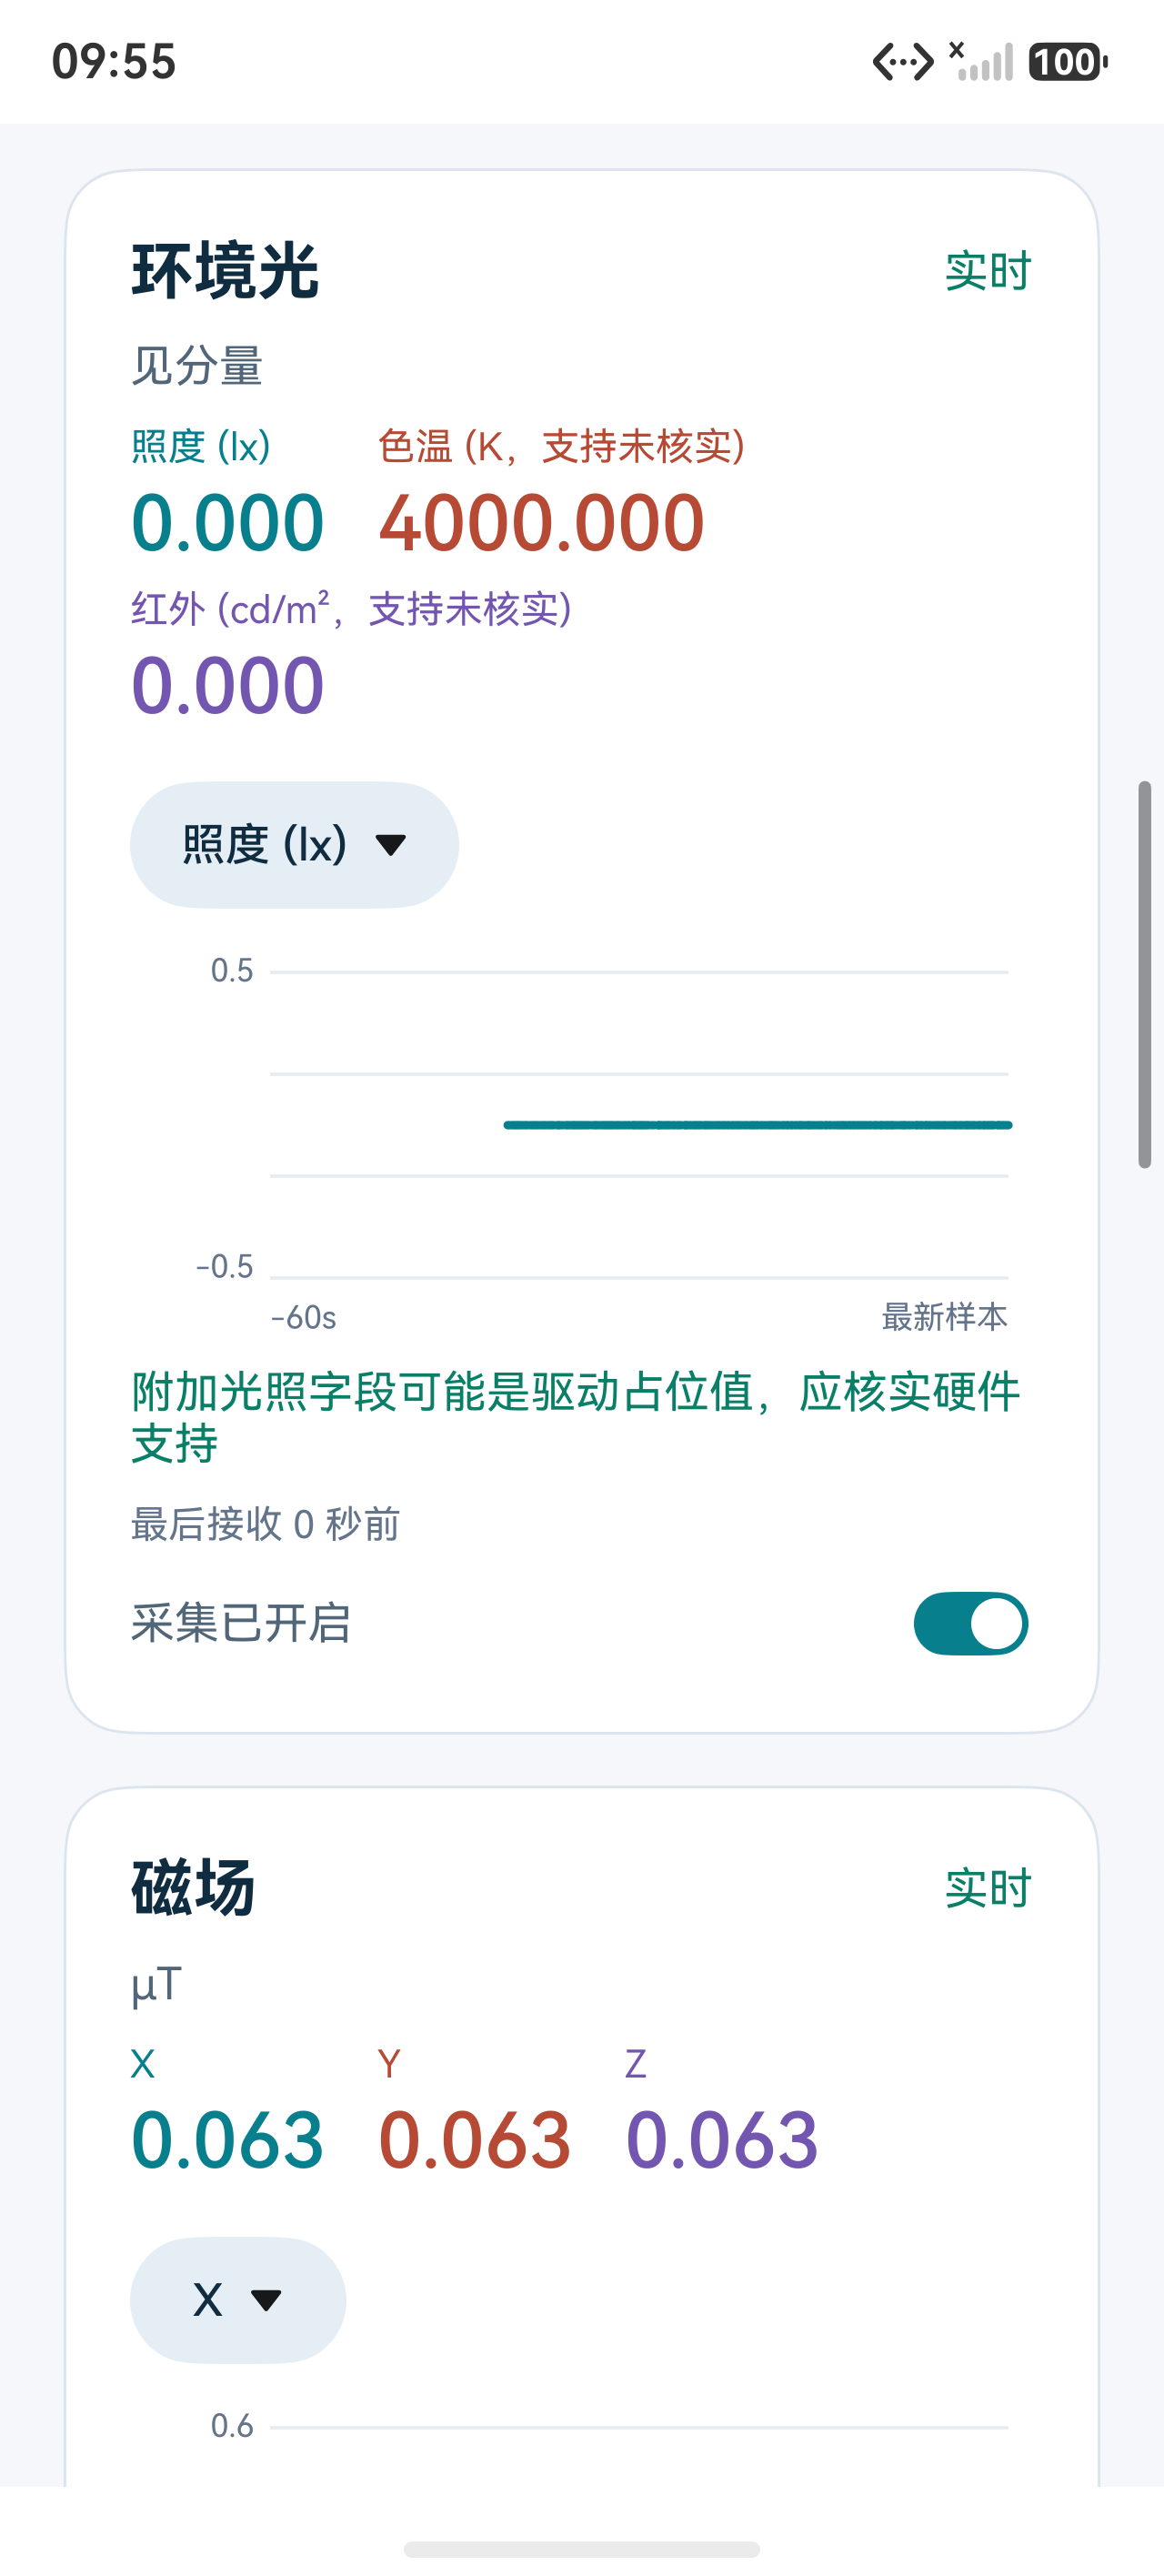 09:55
100
环境光
实时
见分量
照度 (lx)
色温 (K，支持未核实)
0.000
4000.000
红外 (cd/m²，支持未核实)
0.000
照度 (lx)
0.5
-0.5
-60s
最新样本
附加光照字段可能是驱动占位值，应核实硬件
支持
最后接收 0 秒前
采集已开启
磁场
实时
μT
X
Y
Z
0.063
0.063
0.063
X
0.6